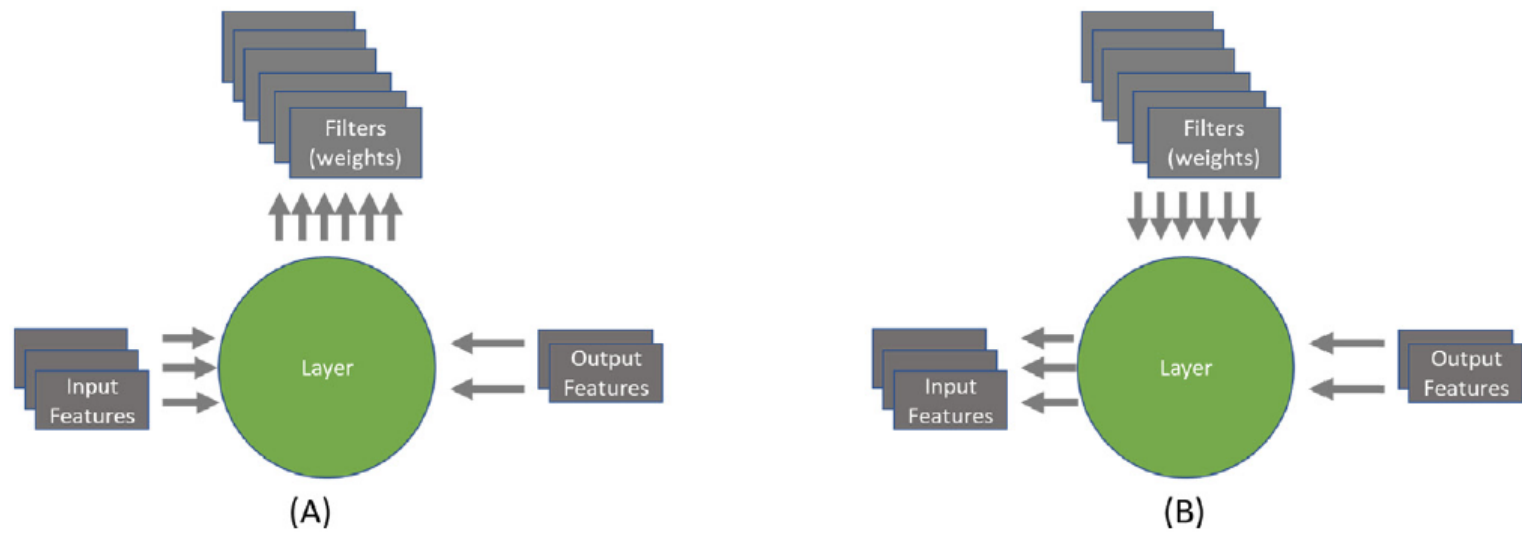 Filters
(weights)
Input
Features
Layer
Output
Features
(A)
Filters
(weights)
Input
Features
Layer
Output
Features
(B)